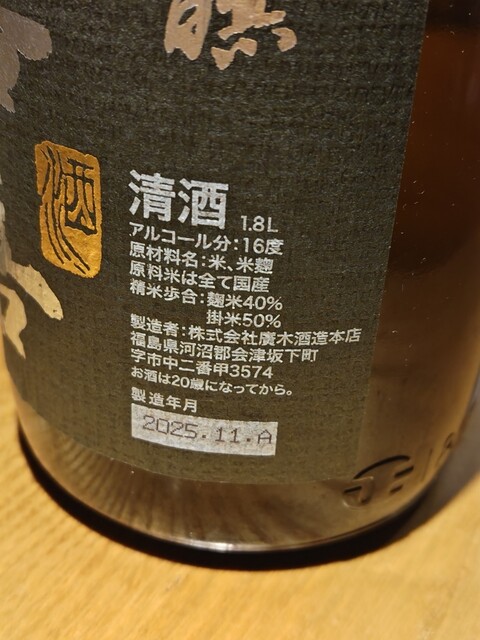 酒
清酒 1.8L
アルコール分:16度
原材料名:米、米麹
原料米は全て国産
精米歩合:麹米40%
掛米50%
製造者:株式会社廣木酒造本店
福島県河沼郡会津坂下町
字市中二番甲3574
お酒は20歳になってから。
製造年月
2025.11.A